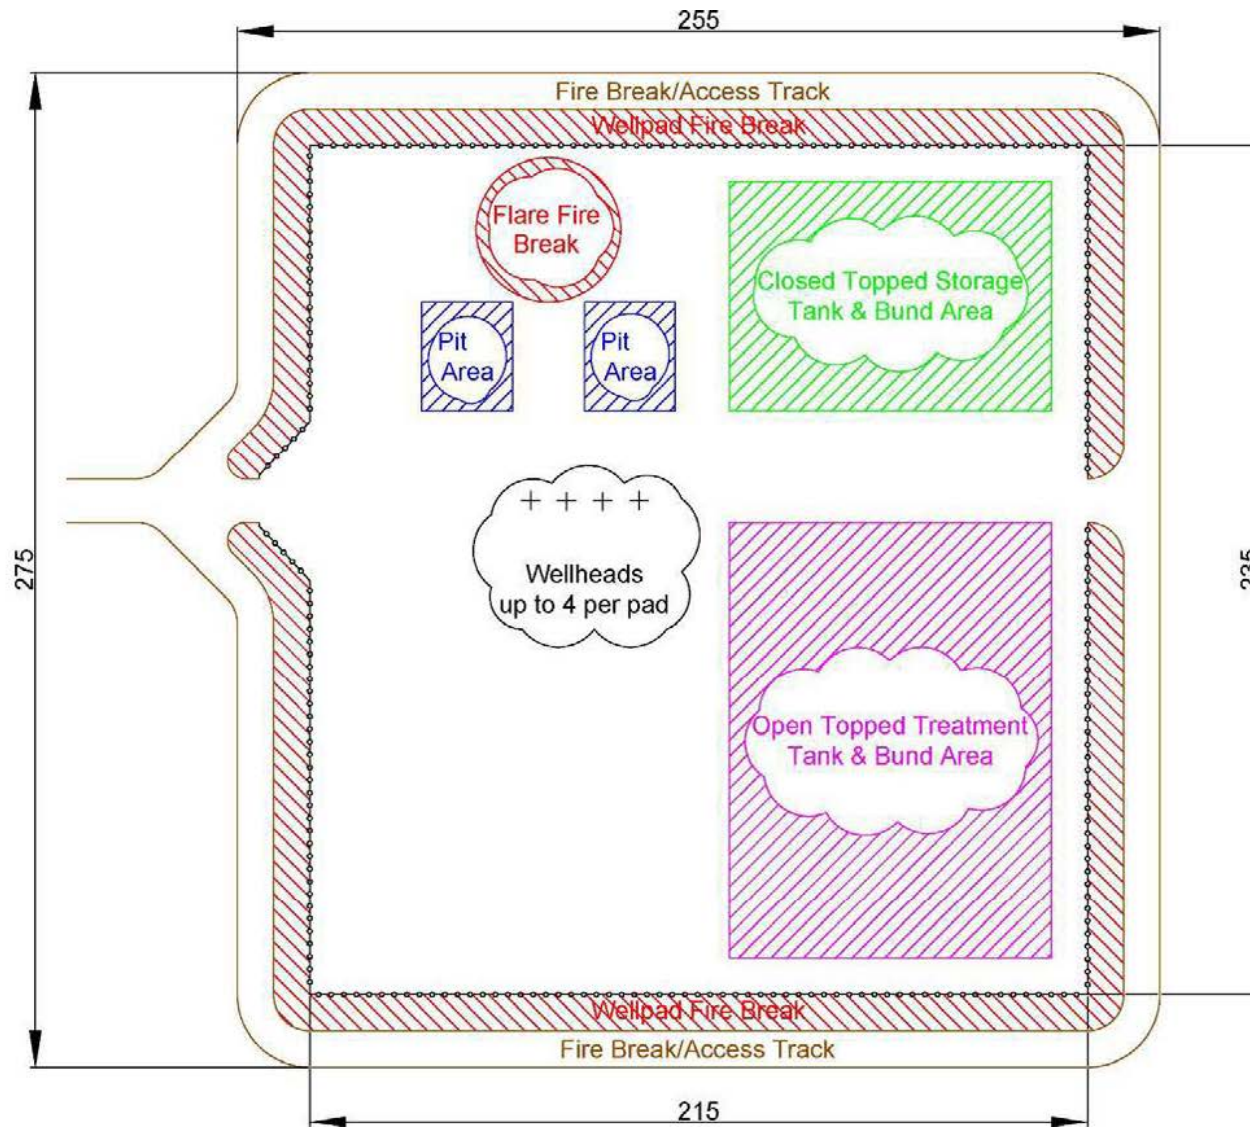 255
Fire Break/Access Track
Wellpad Fire Break
Flare Fire
Break
Closed Topped Storage
Tank & Bund Area
Pit
Area
Pit
Area
275
235
Wellheads
up to 4 per pad
Open Topped Treatment
Tank & Bund Area
Wellpad Fire Break
Fire Break/Access Track
215